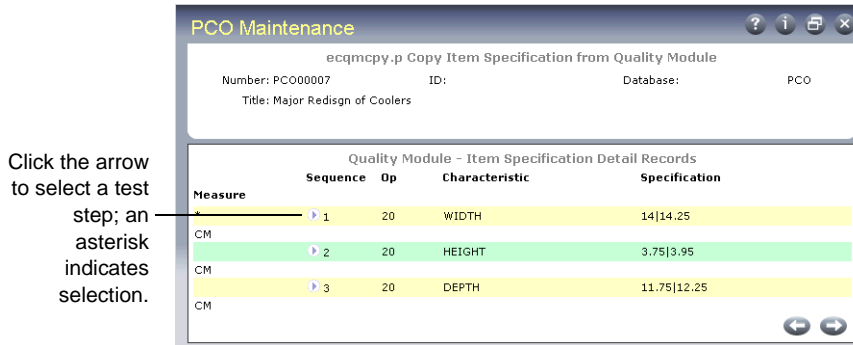 PCO Maintenance
ecqmcpy.p Copy Item Specification from Quality Module
Number: PCO00007 ID: Database: PCO
Title: Major Redisgn of Coolers
Click the arrow
to select a test
step; an
asterisk
indicates
selection.
Quality Module - Item Specification Detail Records
Sequence Op Characteristic Specification
Measure
* 1 20 WIDTH 14|14.25
CM
2 20 HEIGHT 3.75|3.95
CM
3 20 DEPTH 11.75|12.25
CM